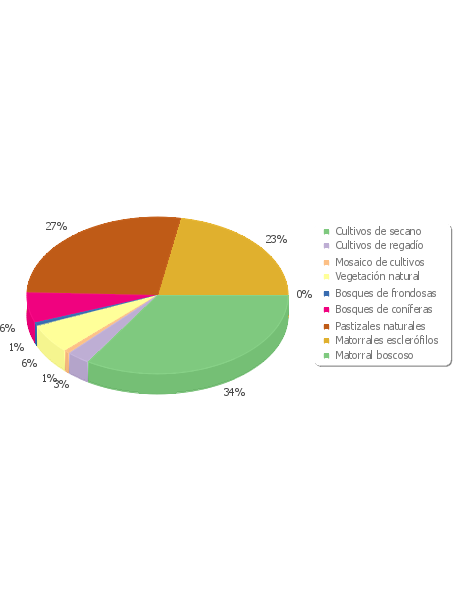 27%
23%
0%
6%
1%
6%
1%
3%
34%
Cultivos de secano
Cultivos de regadío
Mosaico de cultivos
Vegetación natural
Bosques de frondosas
Bosques de coníferas
Pastizales naturales
Matorrales esclerófilos
Matorral boscoso